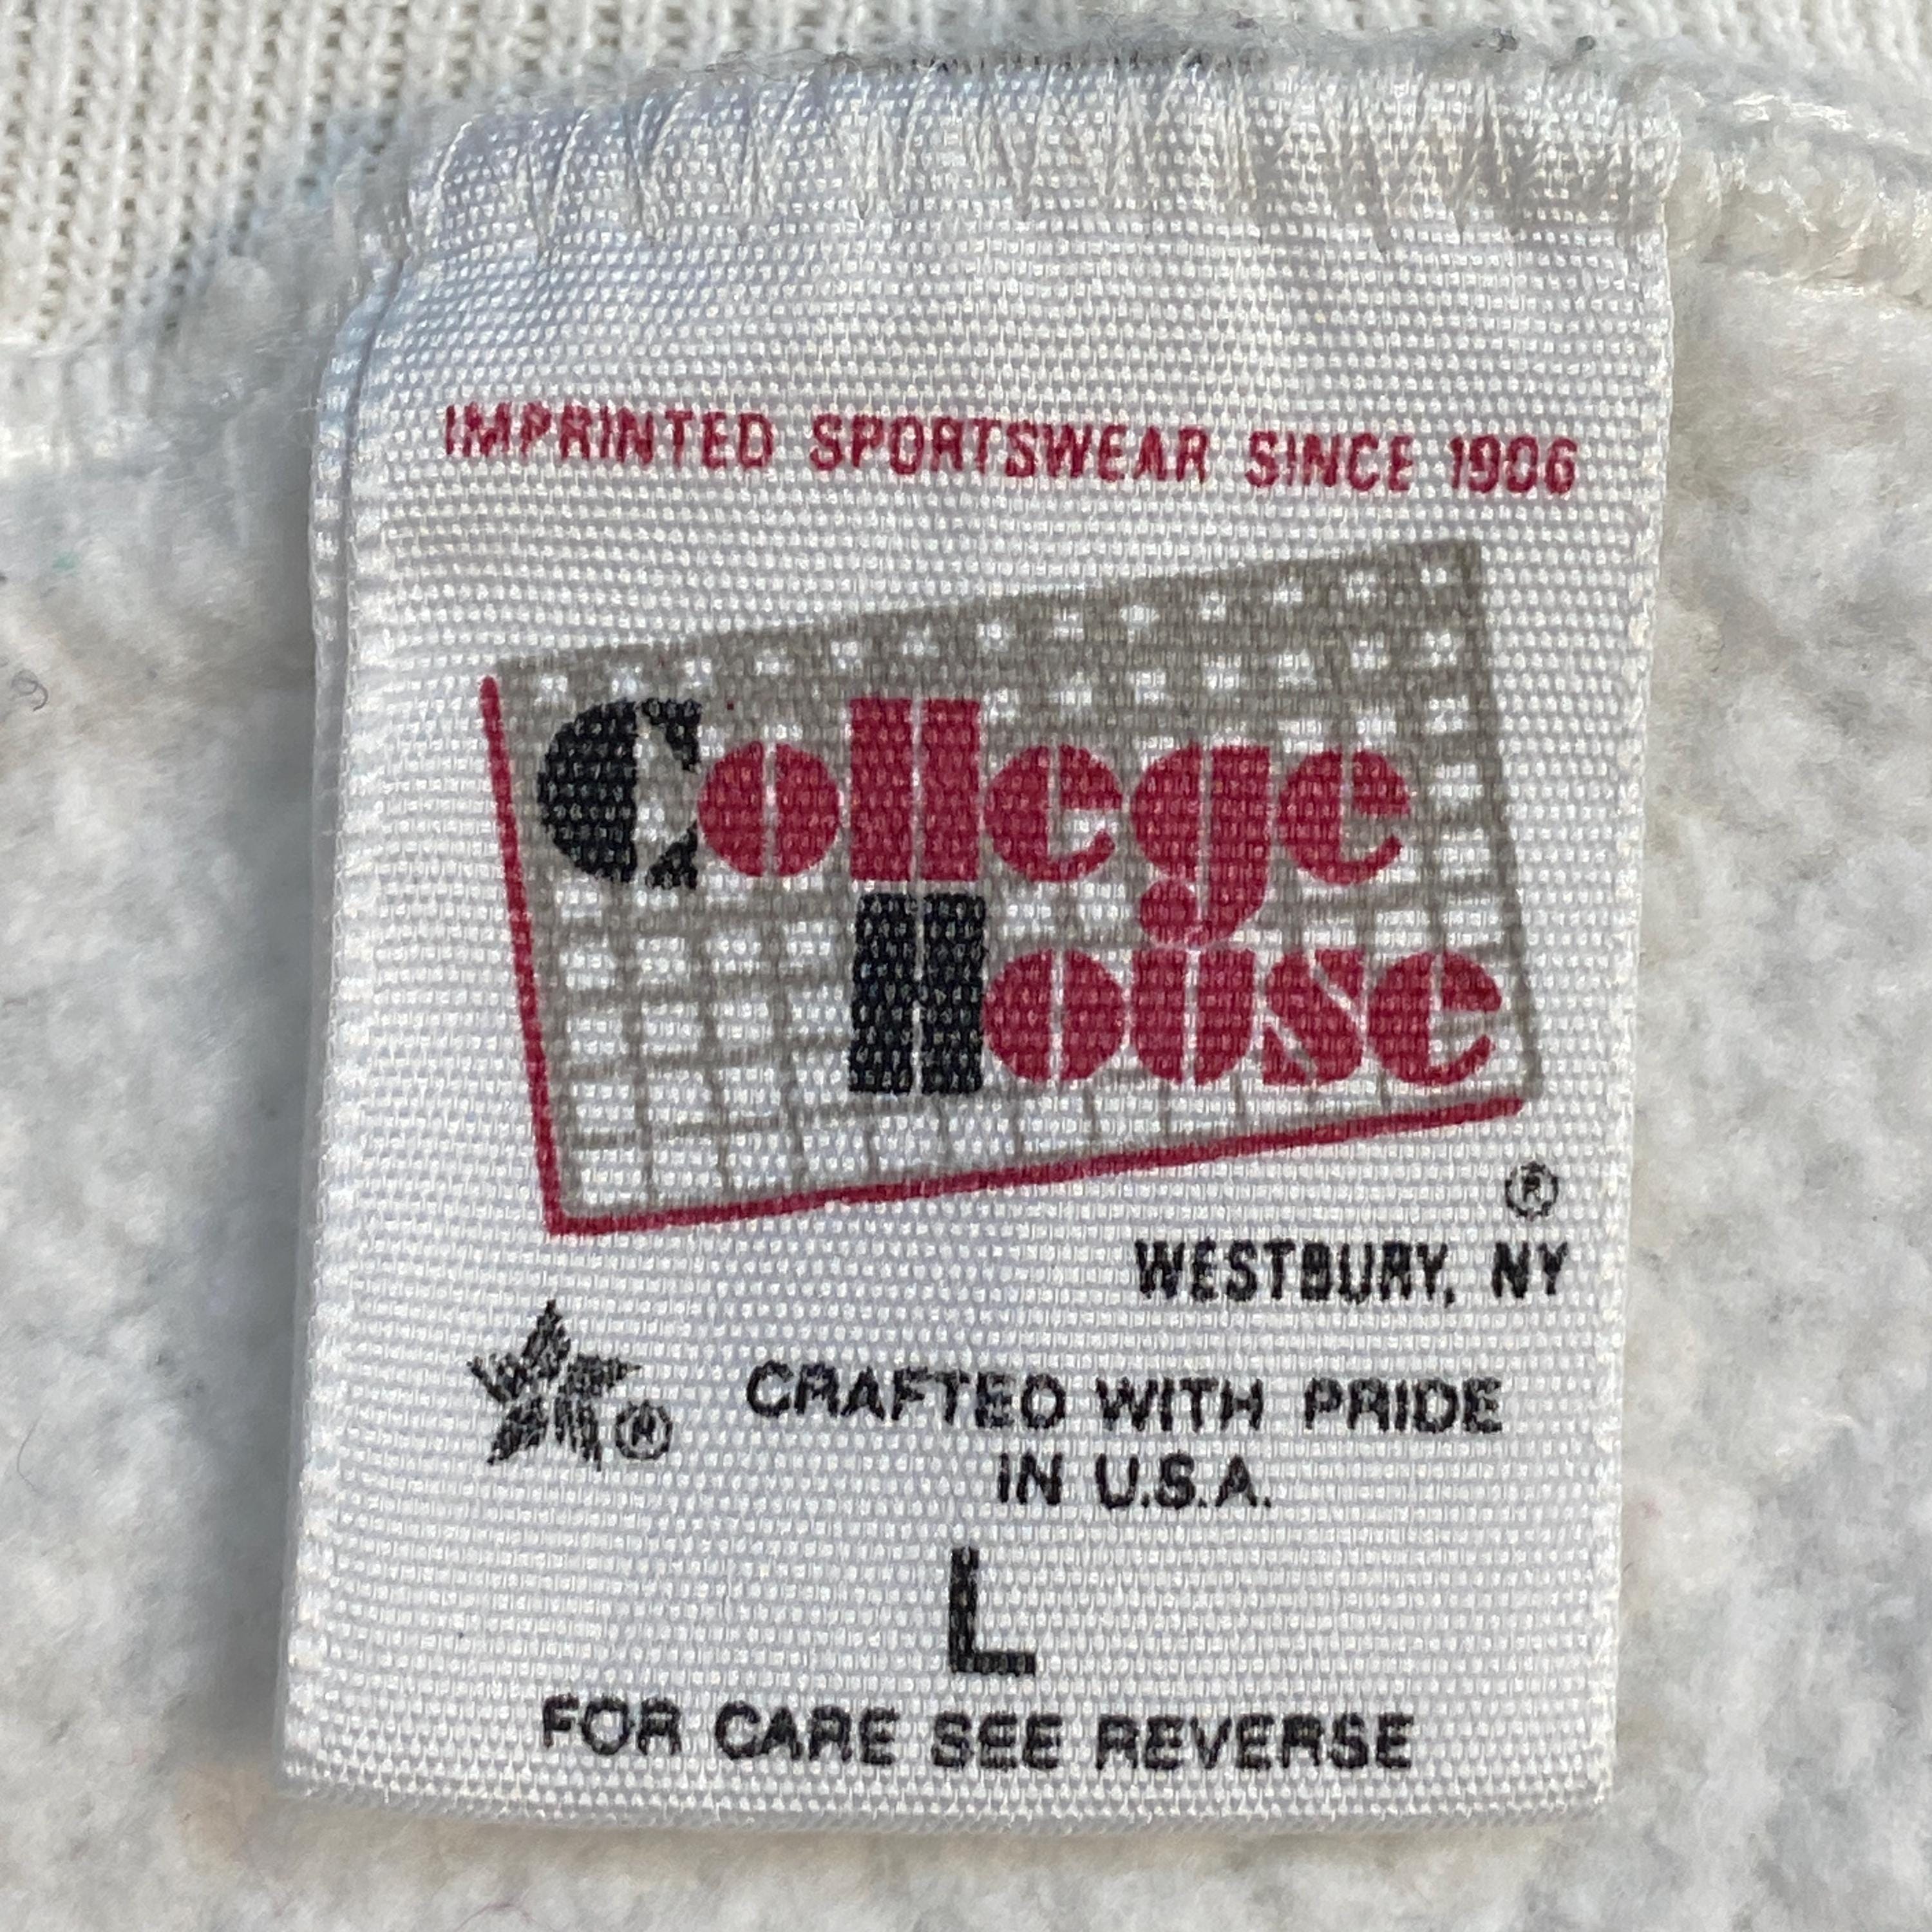 IMPRINTED SPORTSWEAR SINCE 1906
College
House
®
WESTBURY, NY
® CRAFTED WITH PRIDE
IN U.S.A.
L
FOR CARE SEE REVERSE